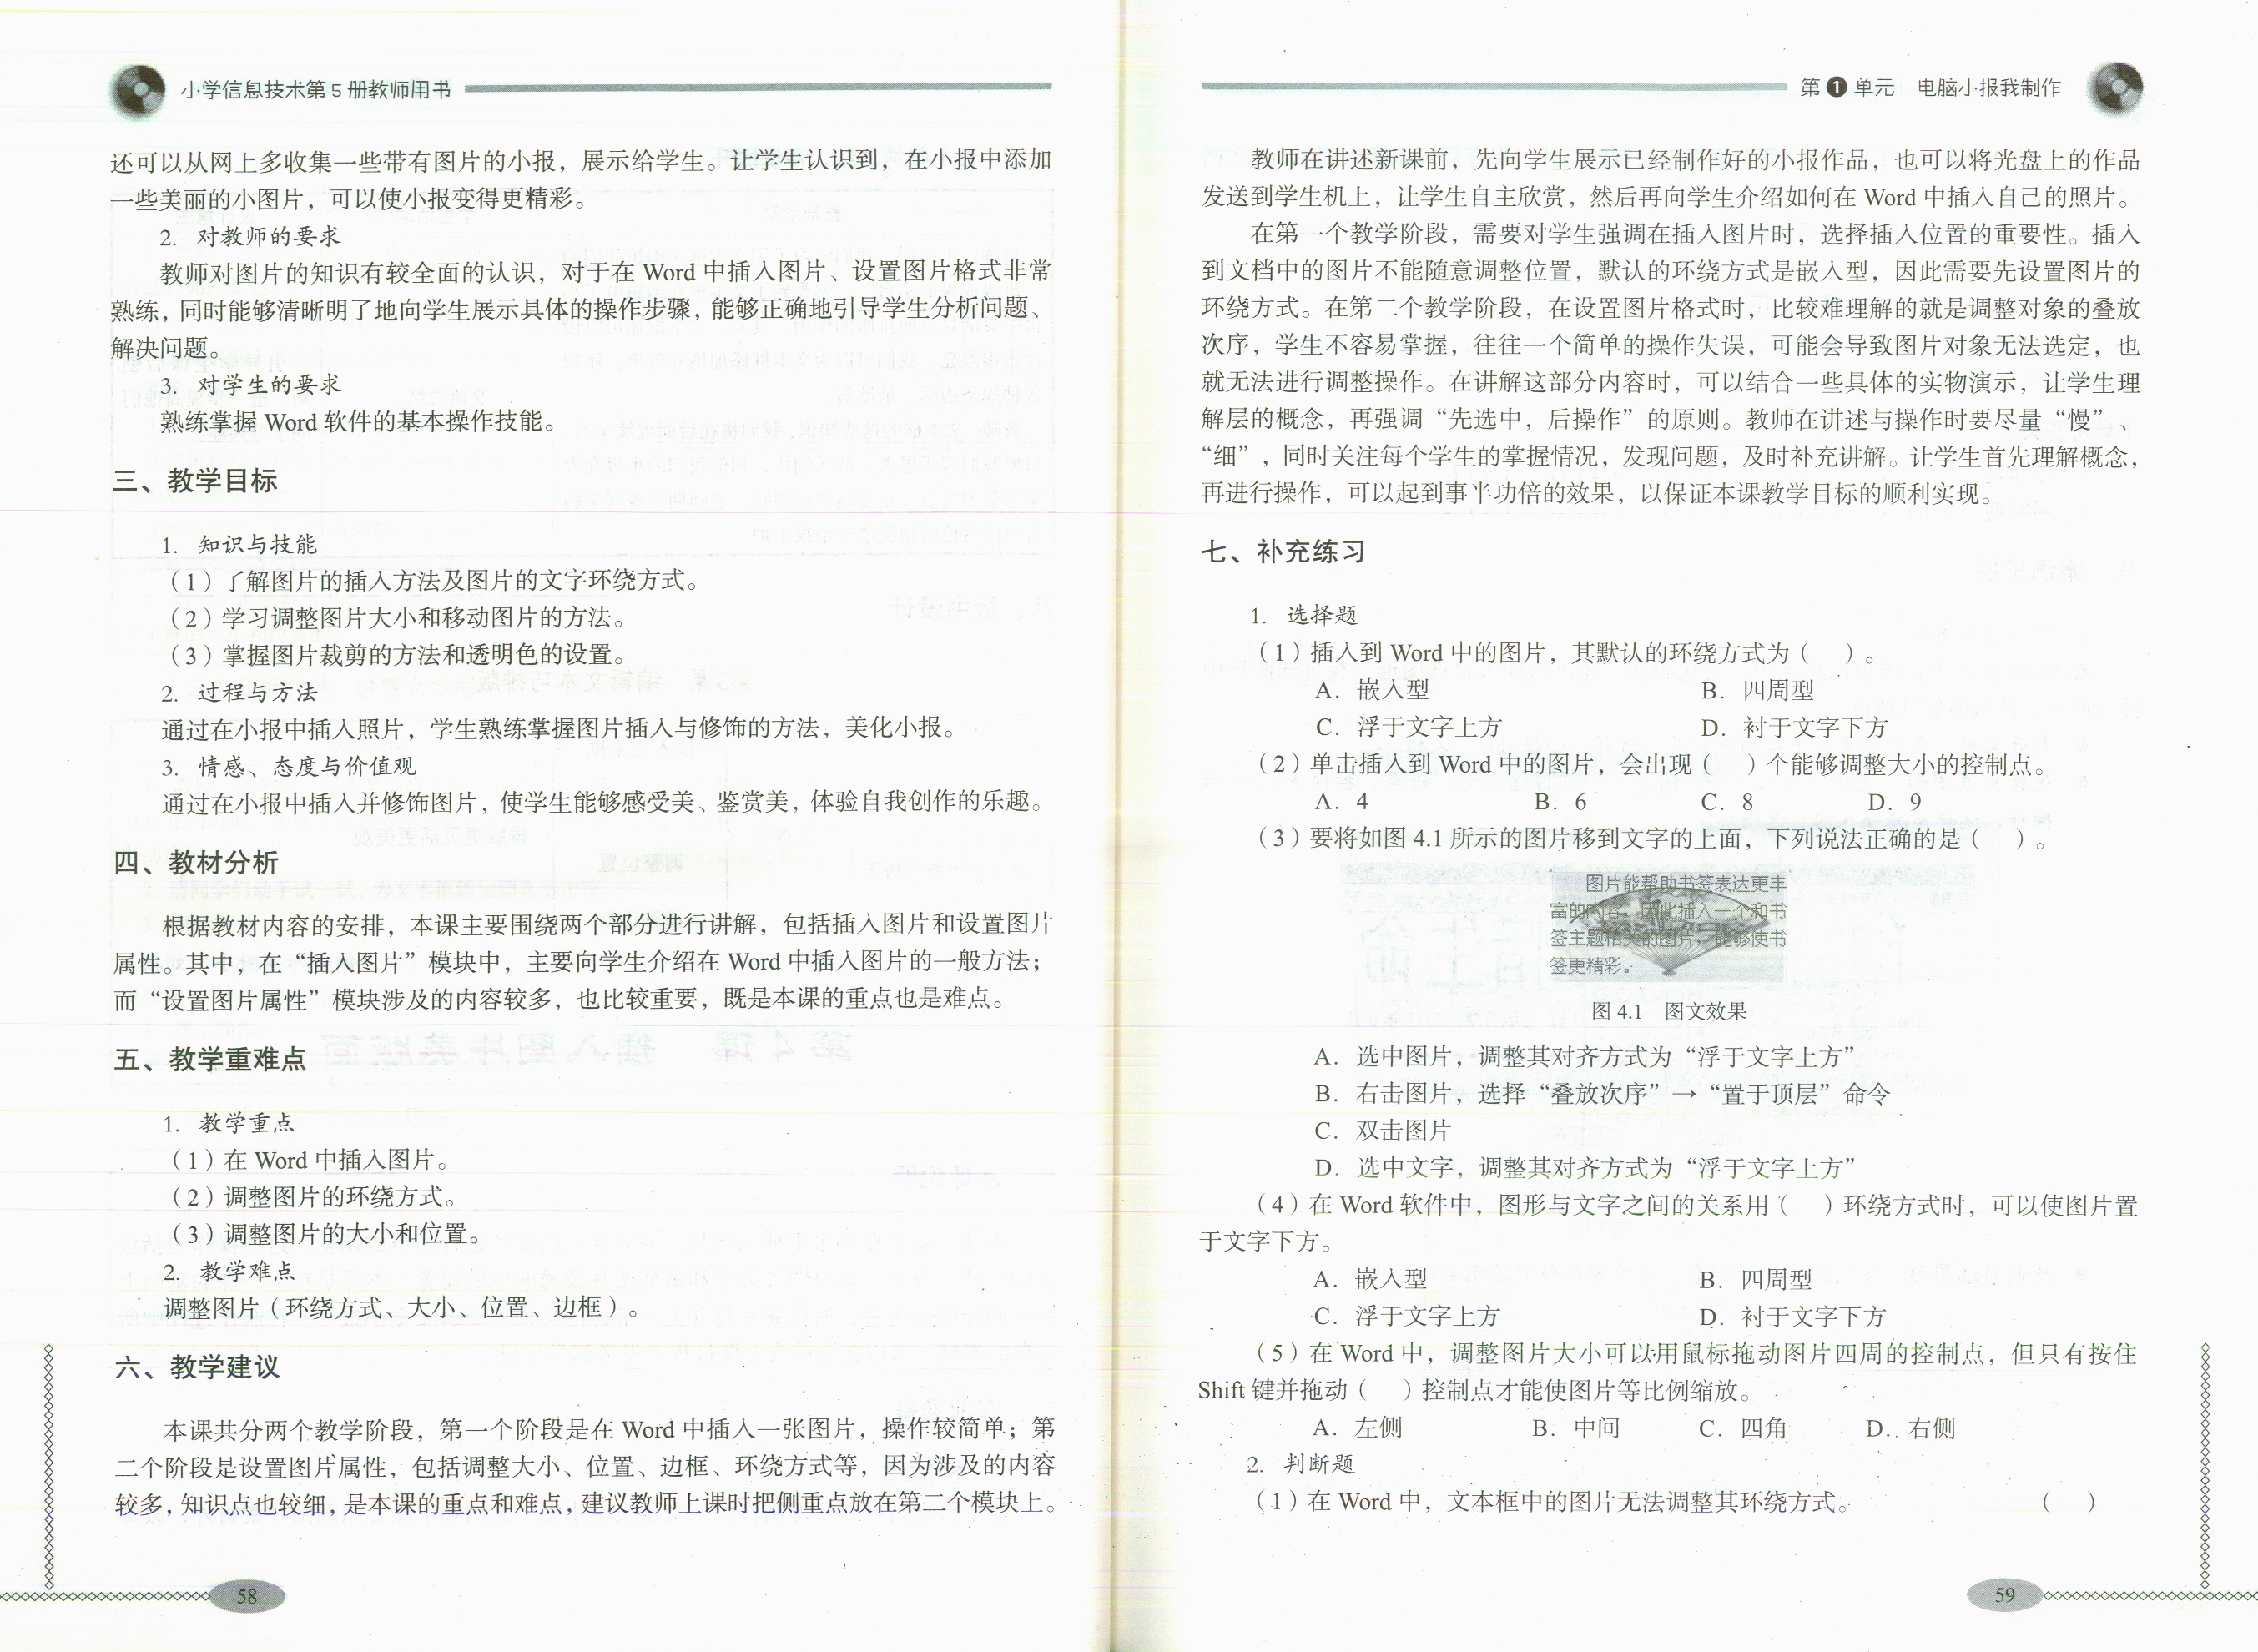 小学信息技术第5册教师用书
还可以从网上多收集一些带有图片的小报，展示给学生。让学生认识到，在小报中添加
一些美丽的小图片，可以使小报变得更精彩。
2. 对教师的要求
教师对图片的知识有较全面的认识，对于在 Word 中插入图片、设置图片格式非常
熟练，同时能够清晰明了地向学生展示具体的操作步骤，能够正确地引导学生分析问题、
解决问题。
3. 对学生的要求
熟练掌握 Word 软件的基本操作技能。
三、教学目标
1. 知识与技能
（1）了解图片的插入方法及图片的文字环绕方式。
（2）学习调整图片大小和移动图片的方法。
（3）掌握图片裁剪的方法和透明色的设置。
2. 过程与方法
通过在小报中插入照片，学生熟练掌握图片插入与修饰的方法，美化小报。
3. 情感、态度与价值观
通过在小报中插入并修饰图片，使学生能够感受美、鉴赏美，体验自我创作的乐趣。
四、教材分析
根据教材内容的安排，本课主要围绕两个部分进行讲解，包括插入图片和设置图片
属性。其中，在“插入图片”模块中，主要向学生介绍在 Word 中插入图片的一般方法；
而“设置图片属性”模块涉及的内容较多，也比较重要，既是本课的重点也是难点。
五、教学重难点
1. 教学重点
（1）在 Word 中插入图片。
（2）调整图片的环绕方式。
（3）调整图片的大小和位置。
2. 教学难点
调整图片（环绕方式、大小、位置、边框）。
六、教学建议
本课共分两个教学阶段，第一个阶段是在 Word 中插入一张图片，操作较简单；第
二个阶段是设置图片属性，包括调整大小、位置、边框、环绕方式等，因为涉及的内容
较多，知识点也较细，是本课的重点和难点，建议教师上课时把侧重点放在第二个模块上。
58
第1单元 电脑小报我制作
教师在讲述新课前，先向学生展示已经制作好的小报作品，也可以将光盘上的作品
发送到学生机上，让学生自主欣赏，然后再向学生介绍如何在 Word 中插入自己的照片。
在第一个教学阶段，需要对学生强调在插入图片时，选择插入位置的重要性。插入
到文档中的图片不能随意调整位置，默认的环绕方式是嵌入型，因此需要先设置图片的
环绕方式。在第二个教学阶段，在设置图片格式时，比较难理解的就是调整对象的叠放
次序，学生不容易掌握，往往一个简单的操作失误，可能会导致图片对象无法选定，也
就无法进行调整操作。在讲解这部分内容时，可以结合一些具体的实物演示，让学生理
解层的概念，再强调“先选中，后操作”的原则。教师在讲述与操作时要尽量“慢”、
“细”，同时关注每个学生的掌握情况，发现问题，及时补充讲解。让学生首先理解概念，
再进行操作，可以起到事半功倍的效果，以保证本课教学目标的顺利实现。
七、补充练习
1. 选择题
（1）插入到 Word 中的图片，其默认的环绕方式为（ ）。
A. 嵌入型 B. 四周型
C. 浮于文字上方 D. 衬于文字下方
（2）单击插入到 Word 中的图片，会出现（ ）个能够调整大小的控制点。
A. 4 B. 6 C. 8 D. 9
（3）要将如图 4.1 所示的图片移到文字的上面，下列说法正确的是（ ）。
图片能帮助书签表达更丰
富的内容，因此插入一个和书
签主题相关的图片，能够使书
签更精彩。
图 4.1 图文效果
A. 选中图片，调整其对齐方式为“浮于文字上方”
B. 右击图片，选择“叠放次序”→“置于顶层”命令
C. 双击图片
D. 选中文字，调整其对齐方式为“浮于文字上方”
（4）在 Word 软件中，图形与文字之间的关系用（ ）环绕方式时，可以使图片置
于文字下方。
A. 嵌入型 B. 四周型
C. 浮于文字上方 D. 衬于文字下方
（5）在 Word 中，调整图片大小可以用鼠标拖动图片四周的控制点，但只有按住
Shift 键并拖动（ ）控制点才能使图片等比例缩放。
A. 左侧 B. 中间 C. 四角 D. 右侧
2. 判断题
（1）在 Word 中，文本框中的图片无法调整其环绕方式。 （ ）
59